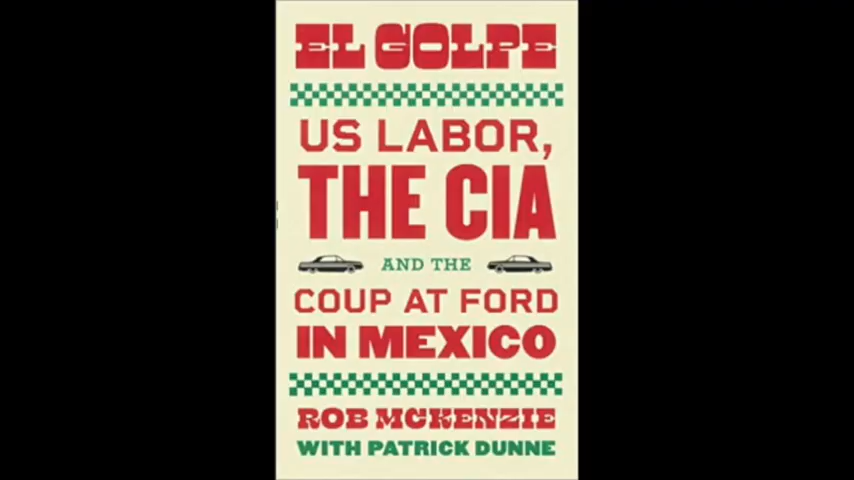 EL GOLPE
US LABOR,
THE CIA
AND THE
COUP AT FORD
IN MEXICO
ROB MCKENZIE
WITH PATRICK DUNNE